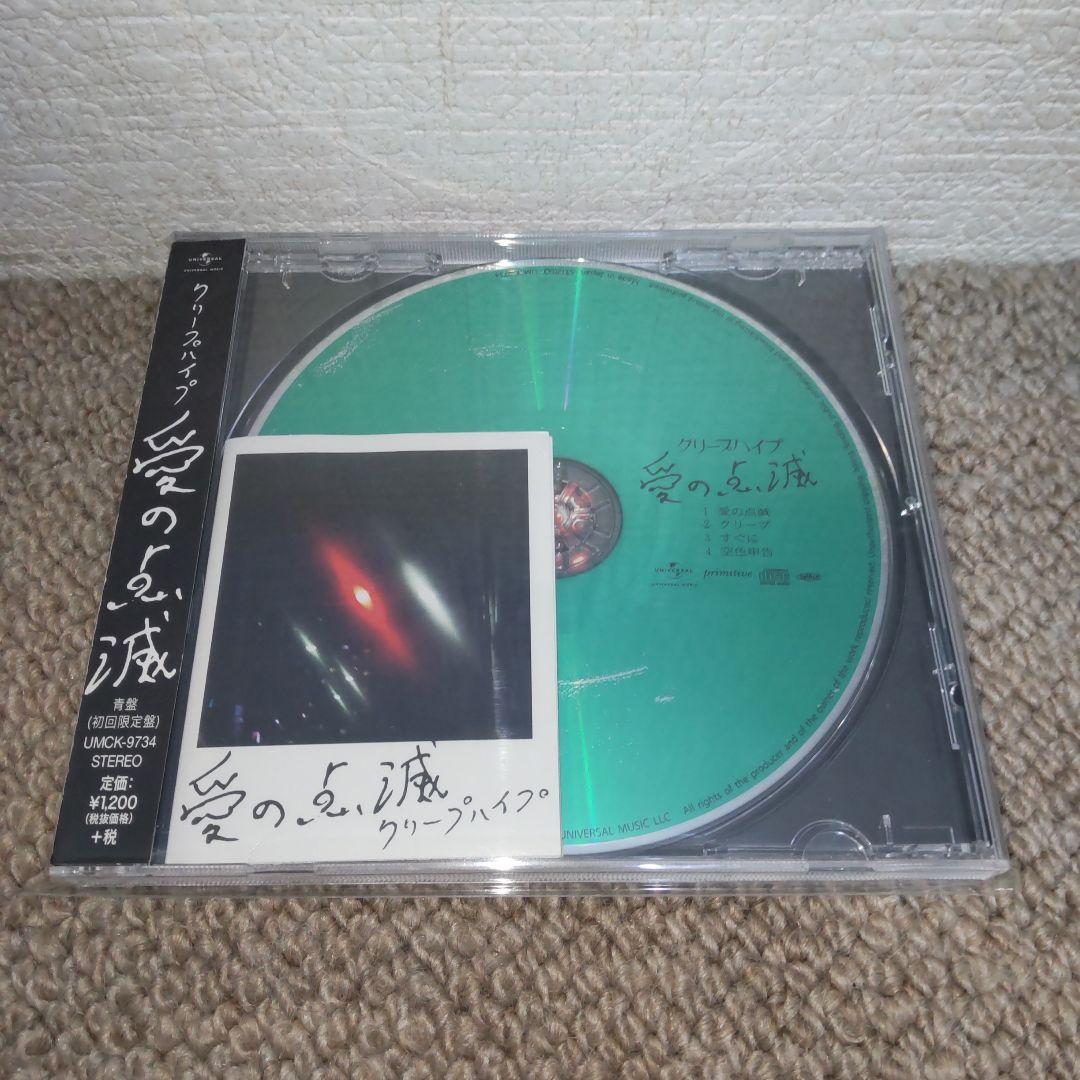 UNIVERSAL
UNIVERSAL MUSIC
クリープハイプ
愛の点滅
青盤
(初回限定盤)
UMCK-9734
STEREO
定価:
¥1,200
(税抜価格)
+税
愛の点滅
クリープハイプ
クリープハイプ
愛の点滅
1 愛の点滅
2 クリープ
3 すぐに
4 空色申告
UNIVERSAL
UNIVERSAL MUSIC
primitive
UNIVERSAL MUSIC LLC
All rights of the producer and of the owner of the work reproduced reserved